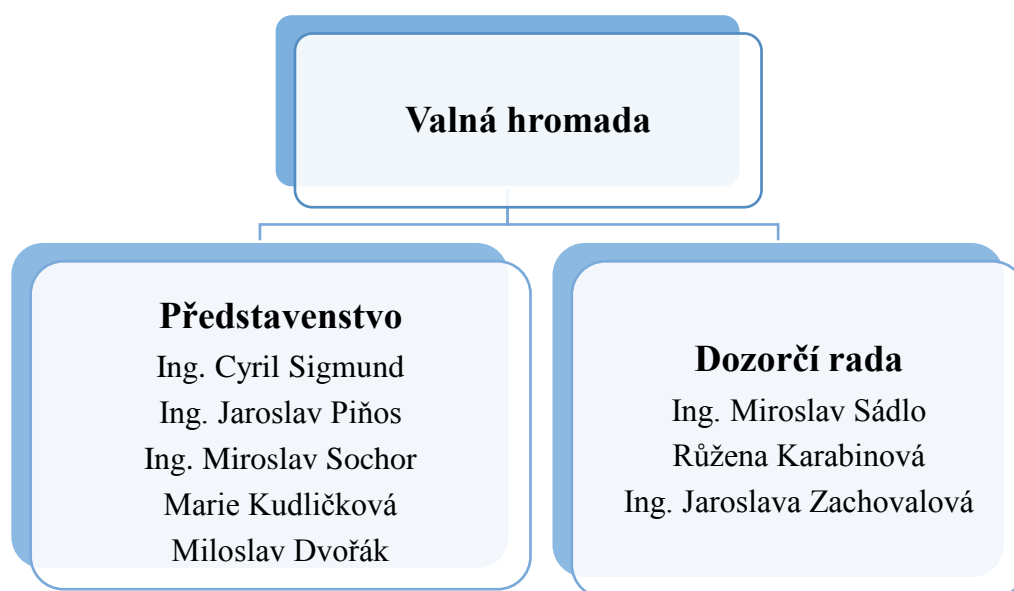 Valná hromada
Představenstvo
Ing. Cyril Sigmund
Ing. Jaroslav Piňos
Ing. Miroslav Sochor
Marie Kudličková
Miloslav Dvořák
Dozorčí rada
Ing. Miroslav Sádlo
Růžena Karabinová
Ing. Jaroslava Zachovalová